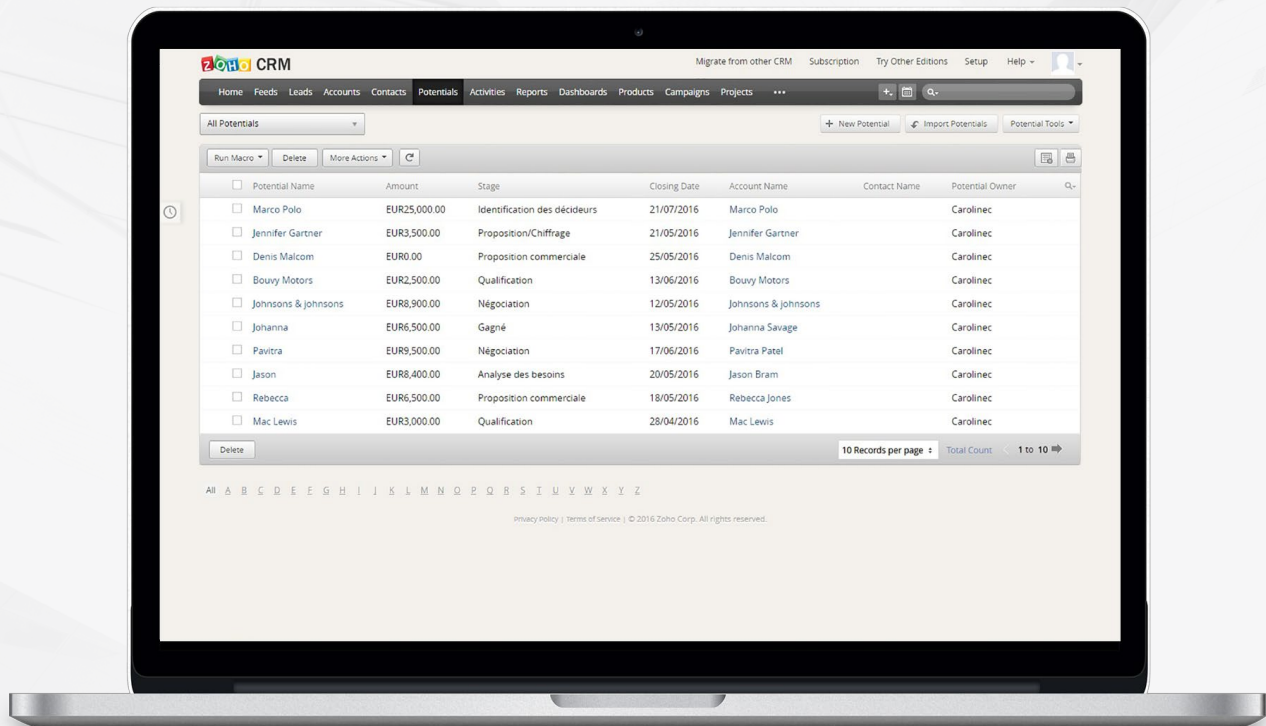 ZOHO CRM
Migrate from other CRM Subscription Try Other Editions Setup Help
Home Feeds Leads Accounts Contacts Potentials Activities Reports Dashboards Products Campaigns Projects •••
All Potentials
+ New Potential Import Potentials Potential Tools
Run Macro Delete More Actions
Potential Name Amount Stage Closing Date Account Name Contact Name Potential Owner
Marco Polo EUR25,000.00 Identification des décideurs 21/07/2016 Marco Polo Carolinec
Jennifer Gartner EUR3,500.00 Proposition/Chiffrage 21/05/2016 Jennifer Gartner Carolinec
Denis Malcom EUR0.00 Proposition commerciale 25/05/2016 Denis Malcom Carolinec
Bouvy Motors EUR2,500.00 Qualification 13/06/2016 Bouvy Motors Carolinec
Johnsons & johnsons EUR8,900.00 Négociation 12/05/2016 Johnsons & johnsons Carolinec
Johanna EUR6,500.00 Gagné 13/05/2016 Johanna Savage Carolinec
Pavitra EUR9,500.00 Négociation 17/06/2016 Pavitra Patel Carolinec
Jason EUR8,400.00 Analyse des besoins 20/05/2016 Jason Bram Carolinec
Rebecca EUR6,500.00 Proposition commerciale 18/05/2016 Rebecca Jones Carolinec
Mac Lewis EUR3,000.00 Qualification 28/04/2016 Mac Lewis Carolinec
Delete 10 Records per page Total Count 1 to 10
All A B C D E F G H I J K L M N O P Q R S T U V W X Y Z
Privacy Policy | Terms of Service | © 2016 Zoho Corp. All rights reserved.